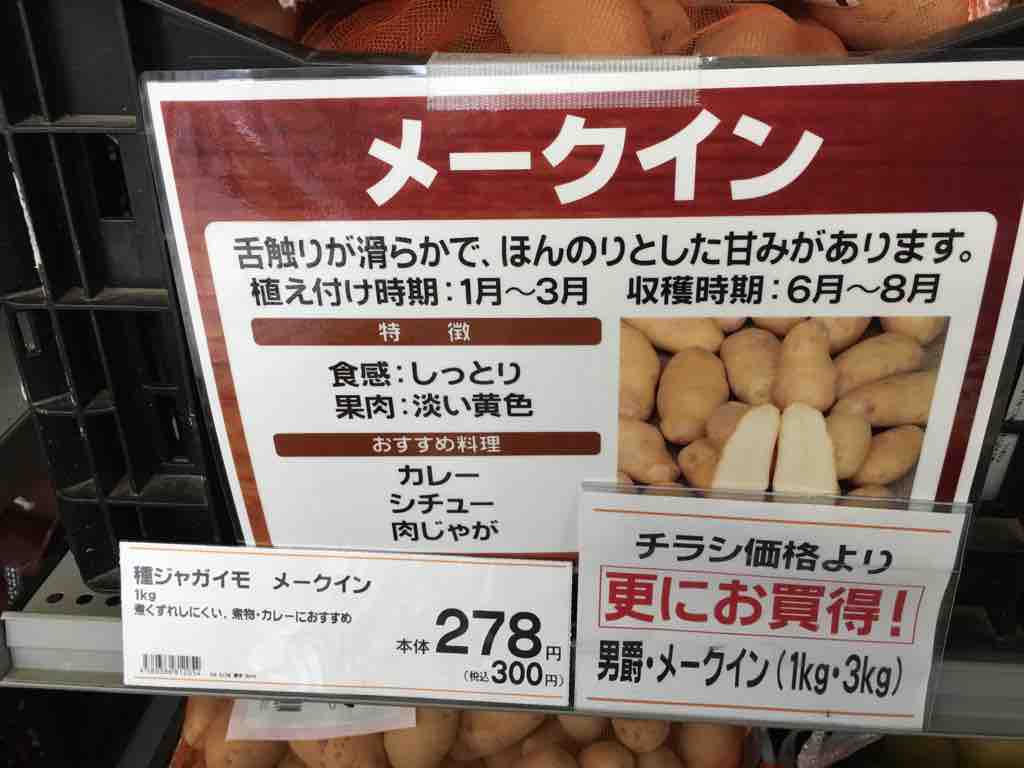 メークイン
舌触りが滑らかで、ほんのりとした甘みがあります。
植え付け時期：1月〜3月 収穫時期：6月〜8月
特 徴
食感：しっとり
果肉：淡い黄色
おすすめ料理
カレー
シチュー
肉じゃが
種ジャガイモ メークイン
1kg
煮くずれしにくい、煮物・カレーにおすすめ
本体 278円
(税込 300円)
チラシ価格より
更にお買得！
男爵・メークイン(1kg・3kg)